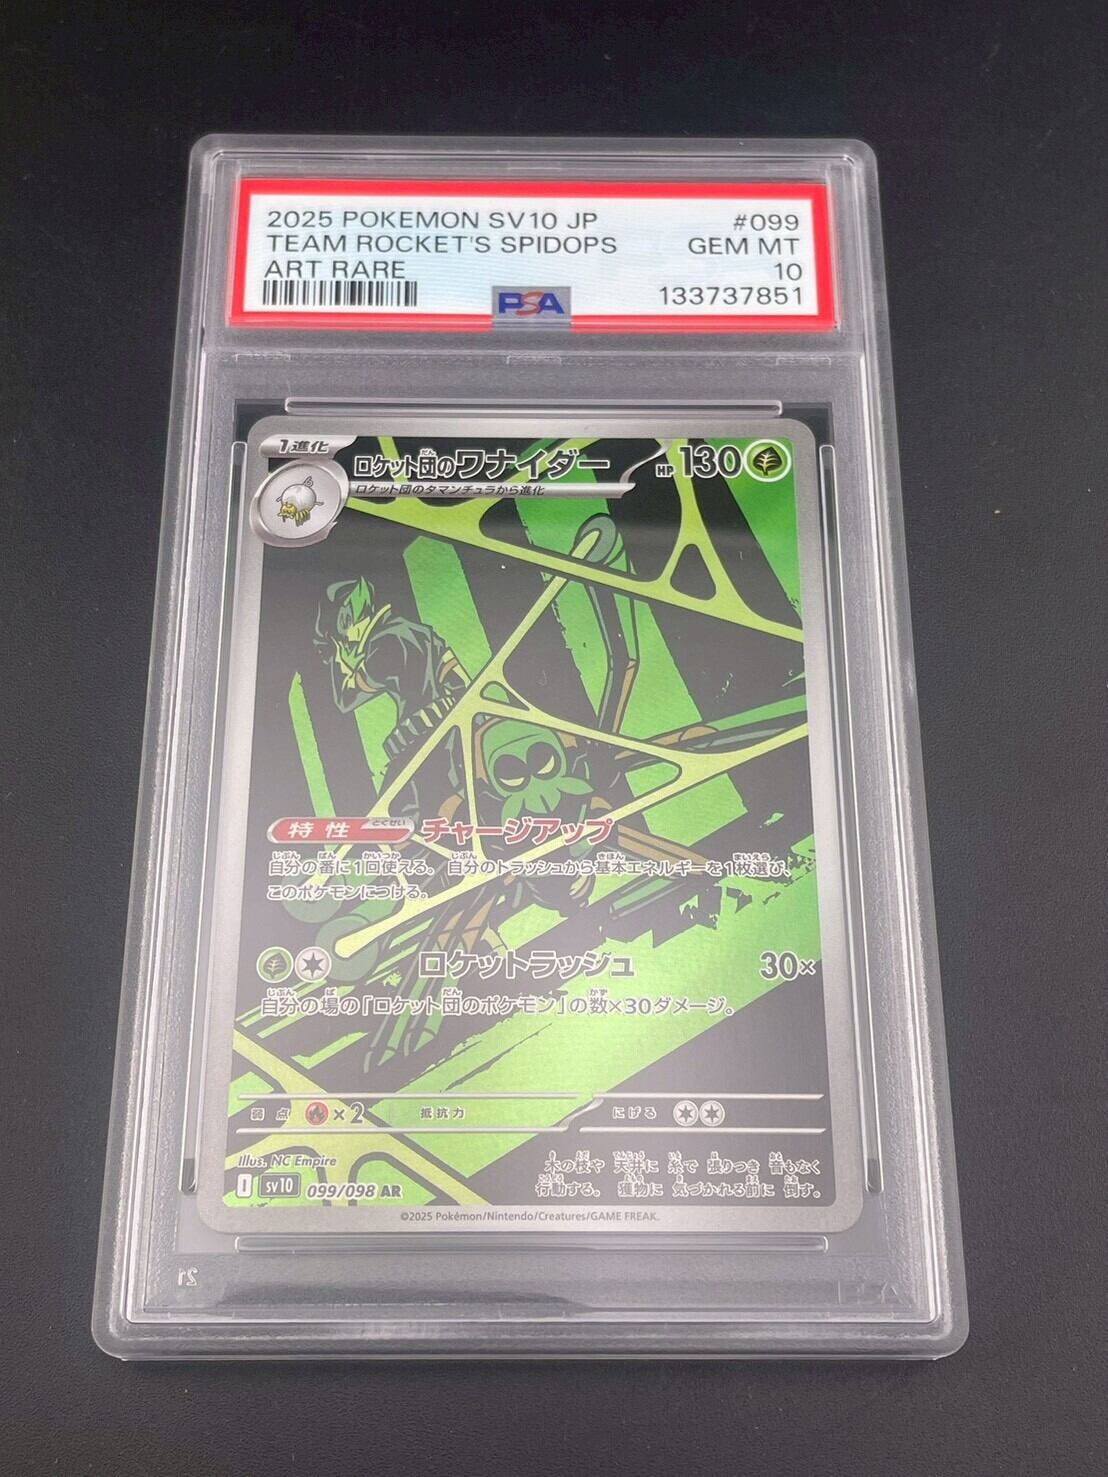 2025 POKEMON SV10 JP #099
TEAM ROCKET'S SPIDOPS GEM MT
ART RARE 10
PSA 133737851
1進化
ロケット団のワナイダー HP 130
ロケット団のタマンチュラから進化
特性 チャージアップ
自分の番に1回使える。自分のトラッシュから基本エネルギーを1枚選び、
このポケモンにつける。
ロケットラッシュ 30×
自分の場の「ロケット団のポケモン」の数×30ダメージ。
弱点 ×2 抵抗力 にげる
Illus. NC Empire
木の枝や 天井に 糸で 張りつき 音もなく
行動する。 獲物に 気づかれる前に 倒す。
I sv10 099/098 AR
©2025 Pokémon/Nintendo/Creatures/GAME FREAK.
21